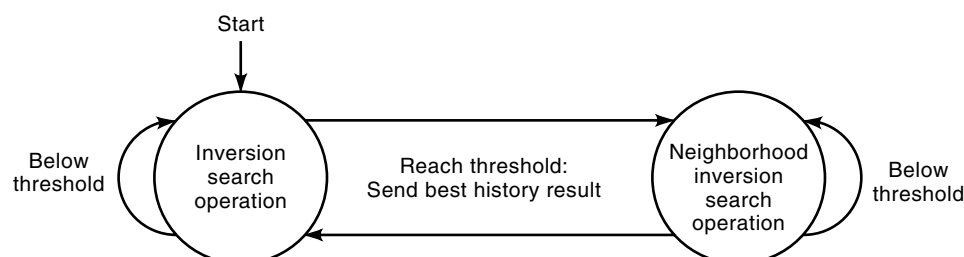 Start
Below
threshold
Inversion
search
operation
Reach threshold:
Send best history result
Neighborhood
inversion
search
operation
Below
threshold